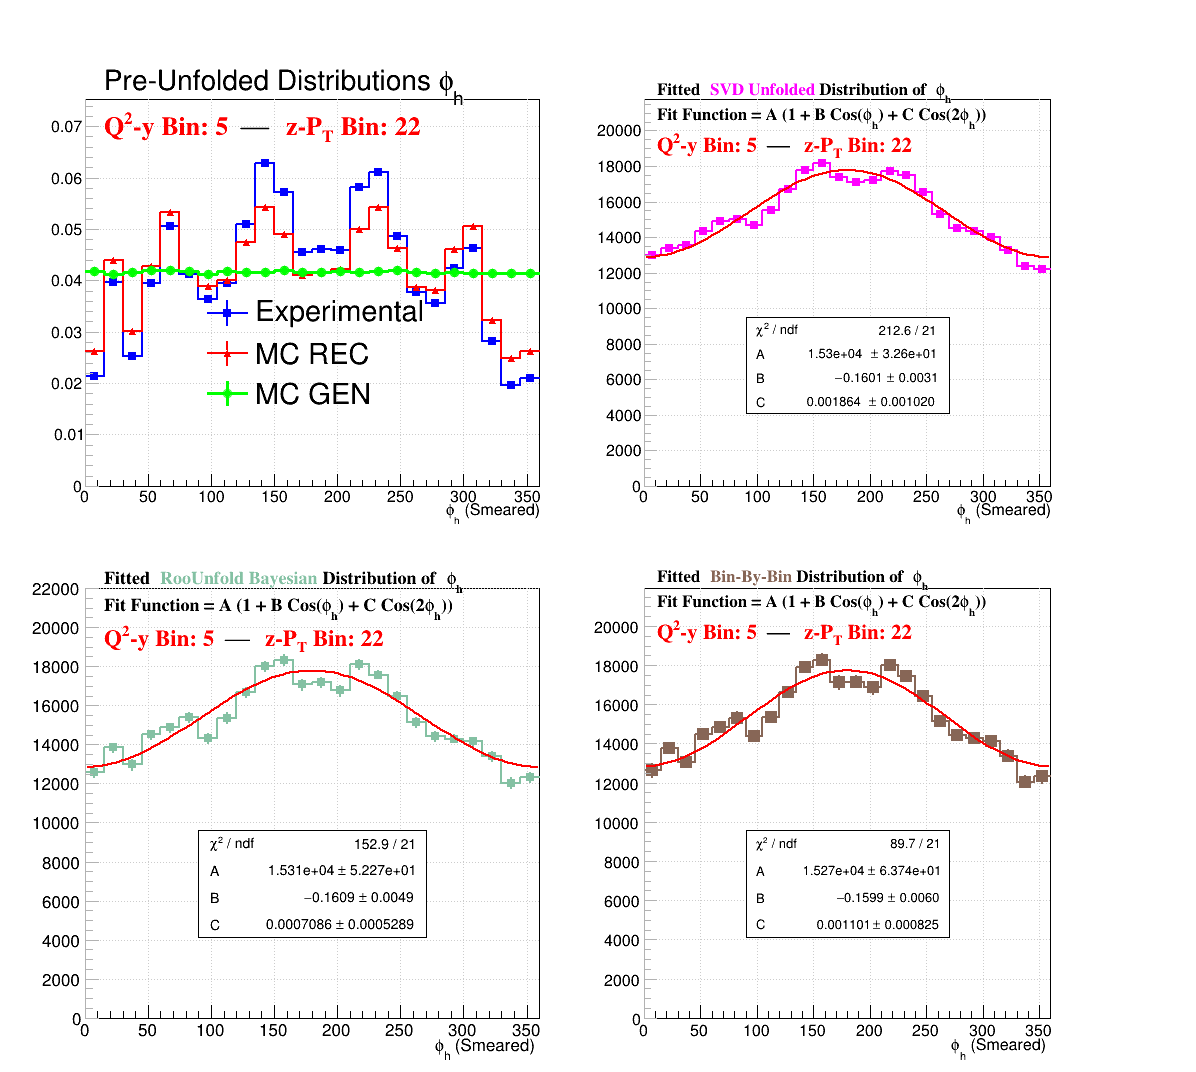 Pre-Unfolded Distributions ϕh
Q2-y Bin: 5 — z-PT Bin: 22
0.07
0.06
0.05
0.04
0.03
0.02
0.01
0
Experimental
MC REC
MC GEN
0 50 100 150 200 250 300 350
ϕh (Smeared)
Fitted SVD Unfolded Distribution of ϕh
Fit Function = A (1 + B Cos(ϕh) + C Cos(2ϕh))
Q2-y Bin: 5 — z-PT Bin: 22
20000
18000
16000
14000
12000
10000
8000
6000
4000
2000
0
χ2 / ndf 212.6 / 21
A 1.53e+04 ± 3.26e+01
B −0.1601 ± 0.0031
C 0.001864 ± 0.001020
0 50 100 150 200 250 300 350
ϕh (Smeared)
Fitted RooUnfold Bayesian Distribution of ϕh
Fit Function = A (1 + B Cos(ϕh) + C Cos(2ϕh))
Q2-y Bin: 5 — z-PT Bin: 22
22000
20000
18000
16000
14000
12000
10000
8000
6000
4000
2000
0
χ2 / ndf 152.9 / 21
A 1.531e+04 ± 5.227e+01
B −0.1609 ± 0.0049
C 0.0007086 ± 0.0005289
0 50 100 150 200 250 300 350
ϕh (Smeared)
Fitted Bin-By-Bin Distribution of ϕh
Fit Function = A (1 + B Cos(ϕh) + C Cos(2ϕh))
Q2-y Bin: 5 — z-PT Bin: 22
20000
18000
16000
14000
12000
10000
8000
6000
4000
2000
0
χ2 / ndf 89.7 / 21
A 1.527e+04 ± 6.374e+01
B −0.1599 ± 0.0060
C 0.001101 ± 0.000825
0 50 100 150 200 250 300 350
ϕh (Smeared)